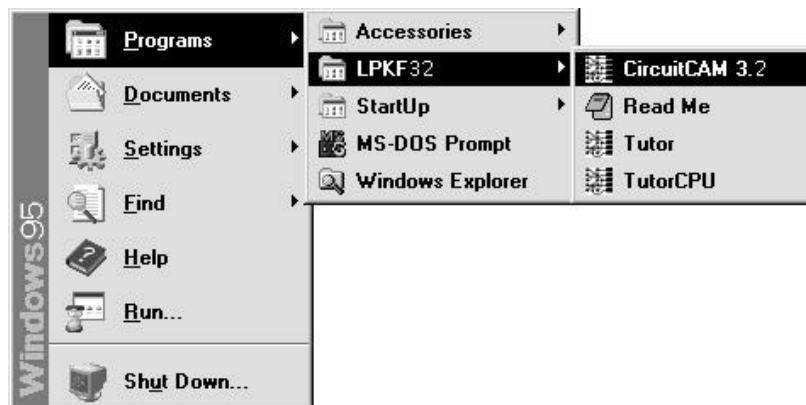 Programs
Documents
Settings
Find
Help
Run...
Shut Down...
Windows95
Accessories
LPKF32
StartUp
MS-DOS Prompt
Windows Explorer
CircuitCAM 3.2
Read Me
Tutor
TutorCPU